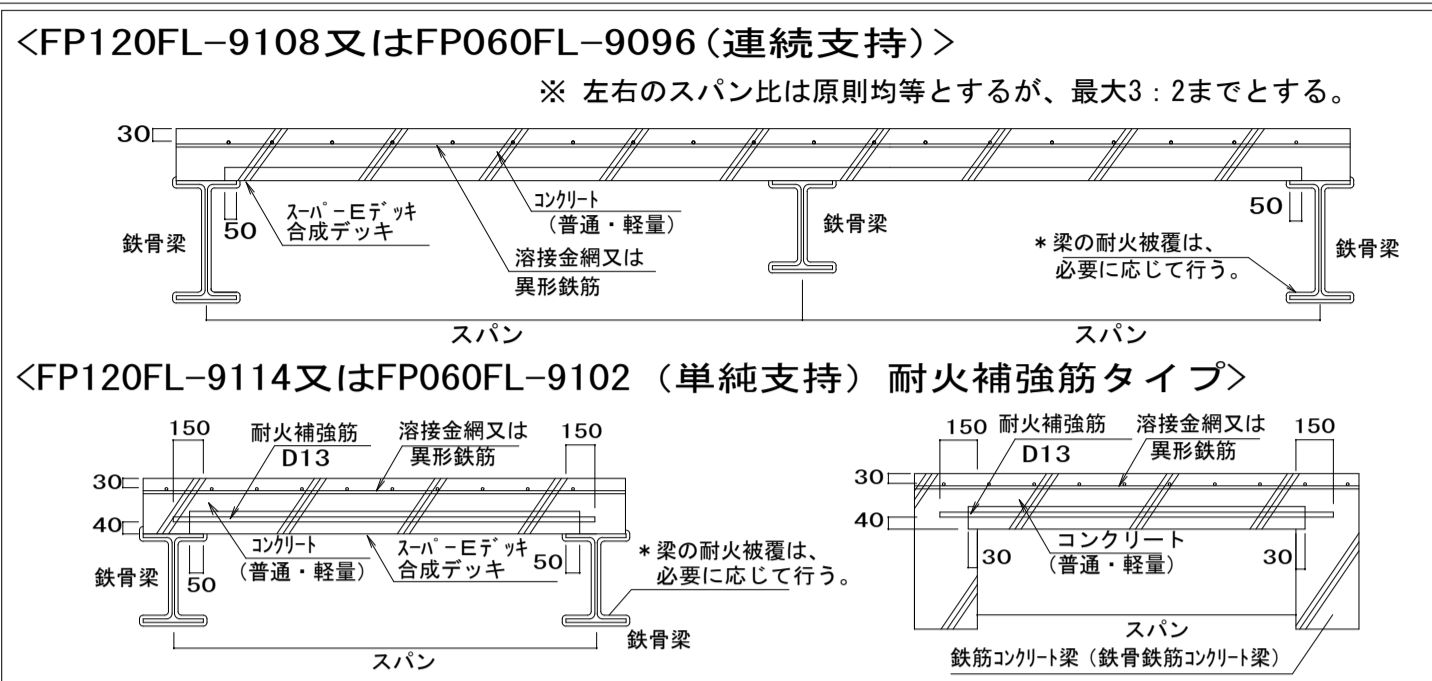 <FP120FL-9108又はFP060FL-9096(連続支持)>
※ 左右のスパン比は原則均等とするが、最大3：2までとする。
30
50
スーパーEデッキ
合成デッキ
コンクリート
(普通・軽量)
溶接金網又は
異形鉄筋
鉄骨梁
鉄骨梁
50
鉄骨梁
*梁の耐火被覆は、
必要に応じて行う。
スパン
スパン
<FP120FL-9114又はFP060FL-9102 (単純支持) 耐火補強筋タイプ>
150
耐火補強筋
D13
溶接金網又は
異形鉄筋
150
30
40
コンクリート
(普通・軽量)
スーパーEデッキ
合成デッキ
50
50
鉄骨梁
*梁の耐火被覆は、
必要に応じて行う。
鉄骨梁
スパン
150
耐火補強筋
D13
溶接金網又は
異形鉄筋
150
30
40
コンクリート
(普通・軽量)
30
30
スパン
鉄筋コンクリート梁 (鉄骨鉄筋コンクリート梁)